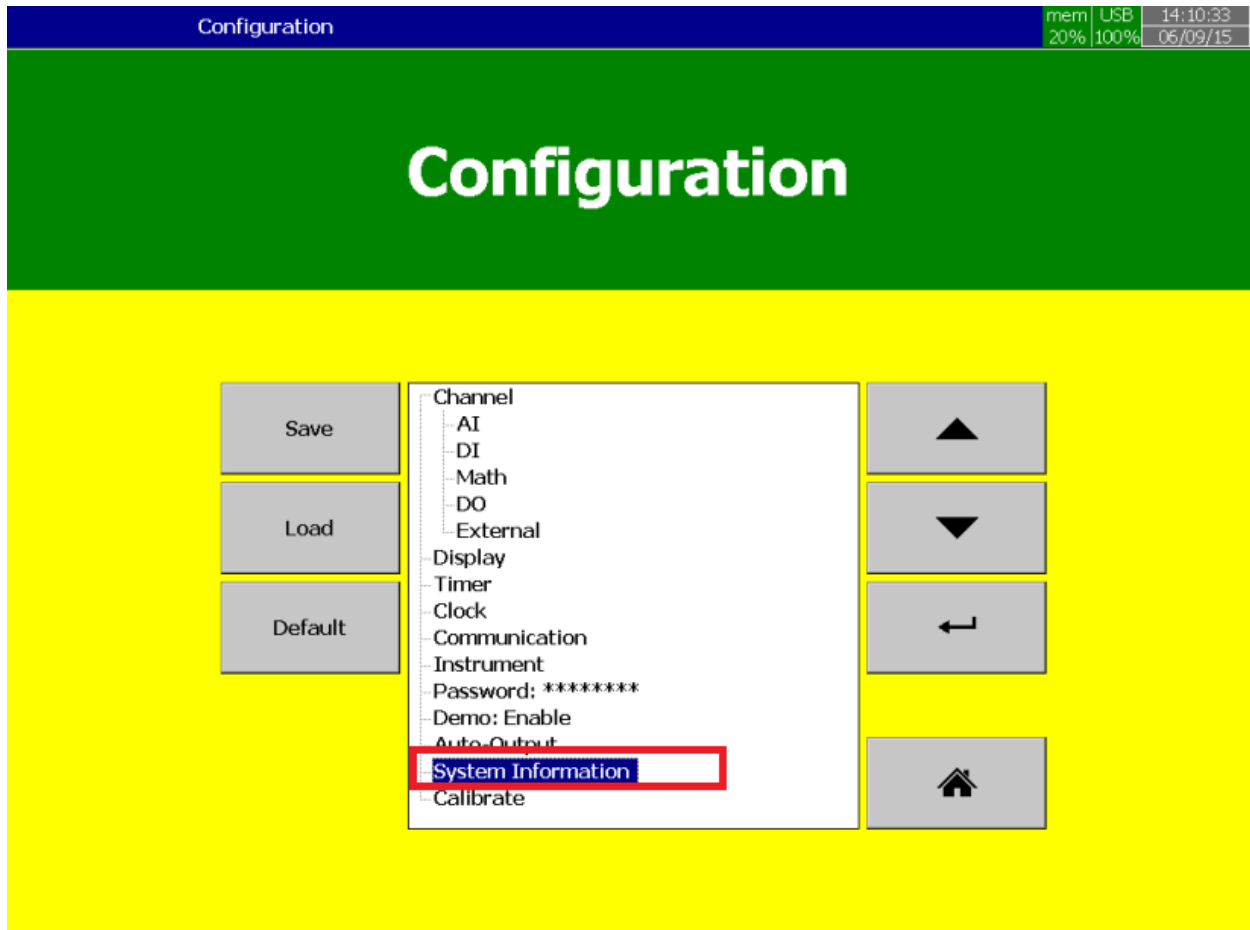 Configuration
mem USB 14:10:33
20% 100% 06/09/15
Configuration
Save
Load
Default
Channel
AI
DI
Math
DO
External
Display
Timer
Clock
Communication
Instrument
Password: ********
Demo: Enable
Auto-Output
System Information
Calibrate